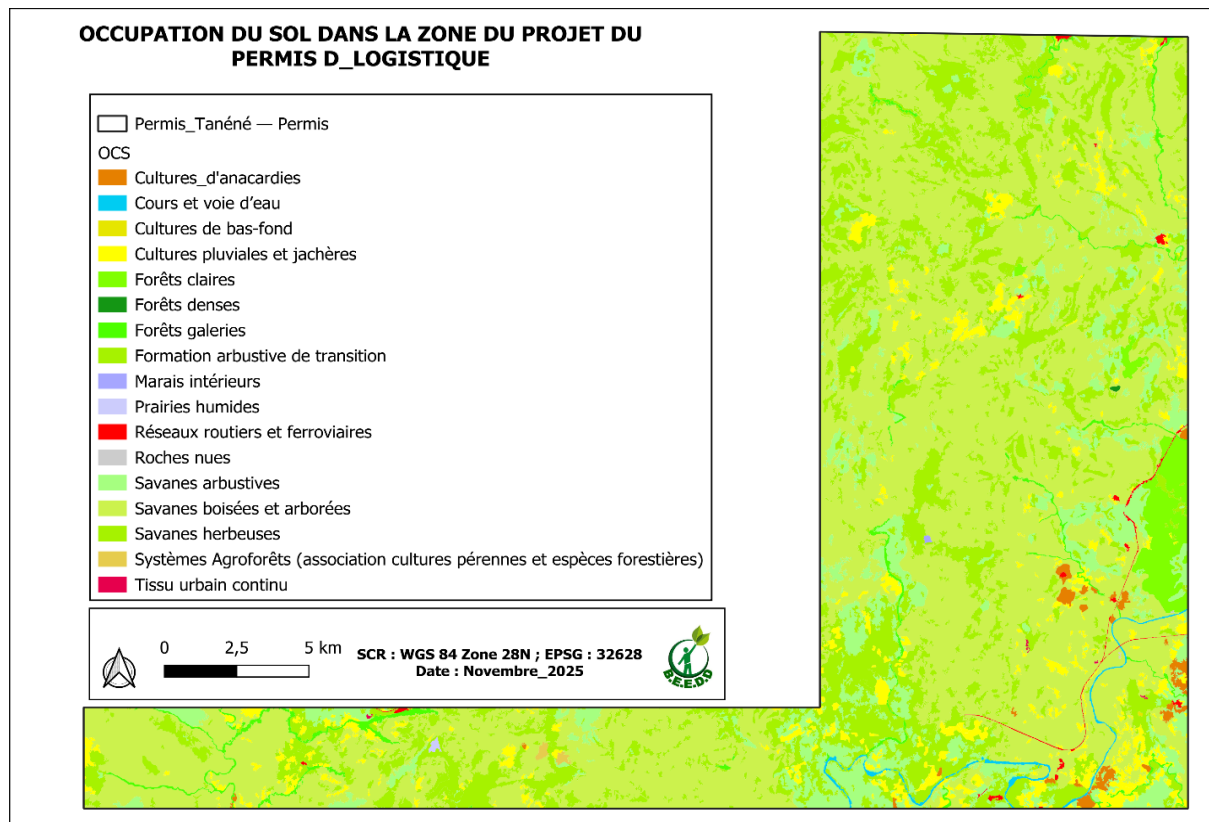 OCCUPATION DU SOL DANS LA ZONE DU PROJET DU
PERMIS D_LOGISTIQUE
Permis_Tanéné — Permis
OCS
Cultures_d'anacardies
Cours et voie d’eau
Cultures de bas-fond
Cultures pluviales et jachères
Forêts claires
Forêts denses
Forêts galeries
Formation arbustive de transition
Marais intérieurs
Prairies humides
Réseaux routiers et ferroviaires
Roches nues
Savanes arbustives
Savanes boisées et arborées
Savanes herbeuses
Systèmes Agroforêts (association cultures pérennes et espèces forestières)
Tissu urbain continu
0 2,5 5 km
SCR : WGS 84 Zone 28N ; EPSG : 32628
Date : Novembre_2025
B.E.E.D.D